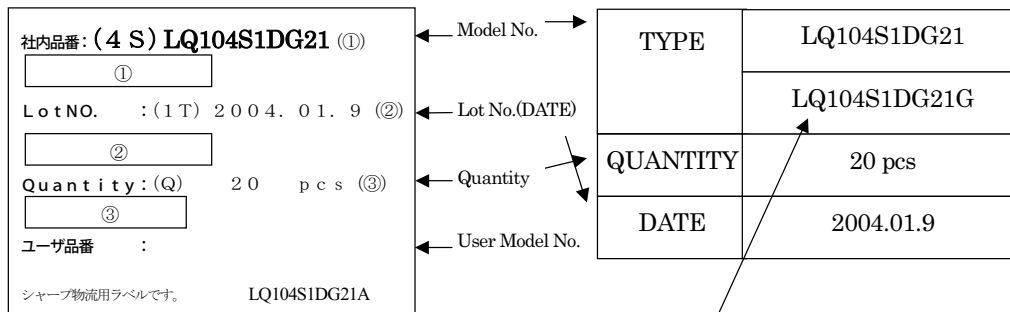 社内品番:(４Ｓ)LQ104S1DG21 (①)
①
ＬｏｔNO. :(１Ｔ) ２００４. ０１. ９ (②)
②
Ｑｕａｎｔｉｔｙ:(Ｑ) ２０ ｐｃｓ (③)
③
ユーザ品番 :
シャープ物流用ラベルです。 LQ104S1DG21A
Model No.
Lot No.(DATE)
Quantity
User Model No.
TYPE LQ104S1DG21
LQ104S1DG21G
QUANTITY 20 pcs
DATE 2004.01.9